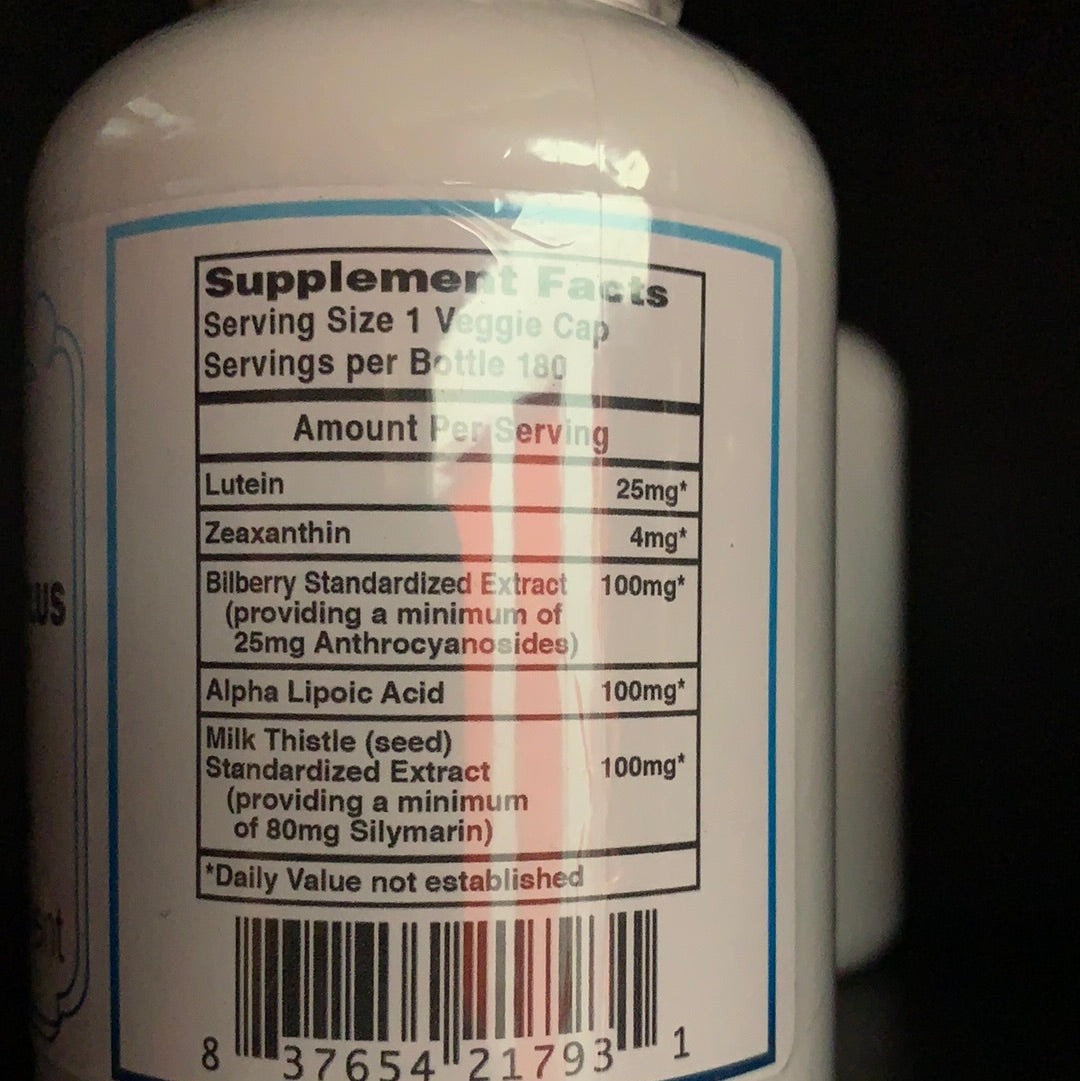 Supplement Facts
Serving Size 1 Veggie Cap
Servings per Bottle 180
Amount Per Serving
Lutein 25mg*
Zeaxanthin 4mg*
Bilberry Standardized Extract 100mg*
(providing a minimum of
25mg Anthrocyanosides)
Alpha Lipoic Acid 100mg*
Milk Thistle (seed)
Standardized Extract 100mg*
(providing a minimum
of 80mg Silymarin)
*Daily Value not established
8 37654 21793 1